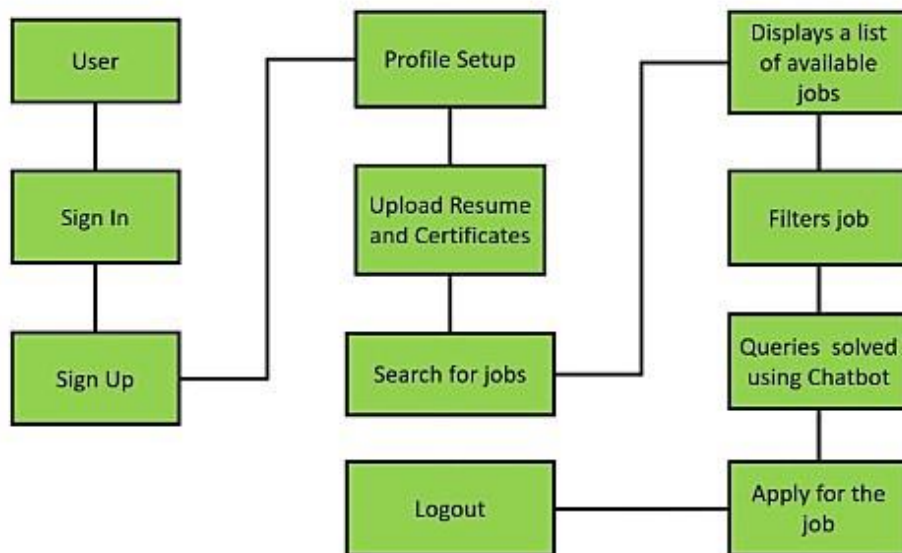 User
Sign In
Sign Up
Profile Setup
Upload Resume
and Certificates
Search for jobs
Displays a list
of available
jobs
Filters job
Queries solved
using Chatbot
Apply for the
job
Logout